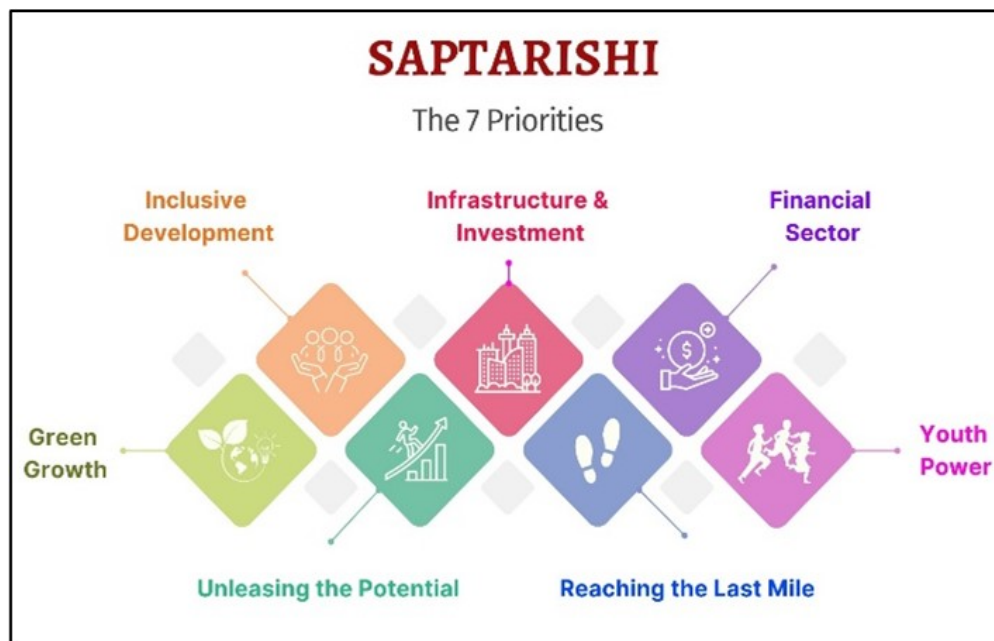 SAPTARISHI
The 7 Priorities
Inclusive
Development
Infrastructure &
Investment
Financial
Sector
Green
Growth
Youth
Power
Unleasing the Potential
Reaching the Last Mile